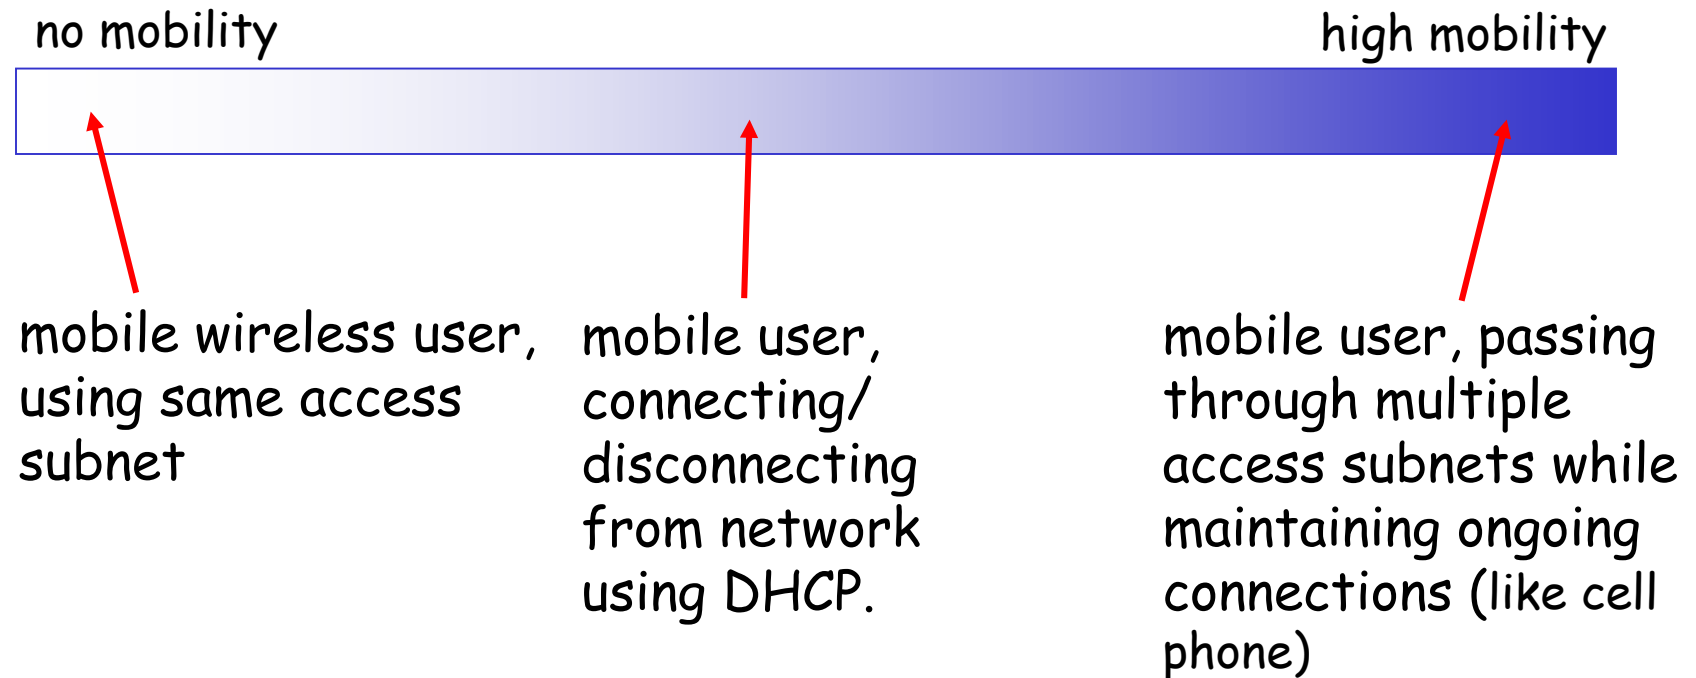 no mobility
high mobility
mobile wireless user,
using same access
subnet
mobile user,
connecting/
disconnecting
from network
using DHCP.
mobile user, passing
through multiple
access subnets while
maintaining ongoing
connections (like cell
phone)